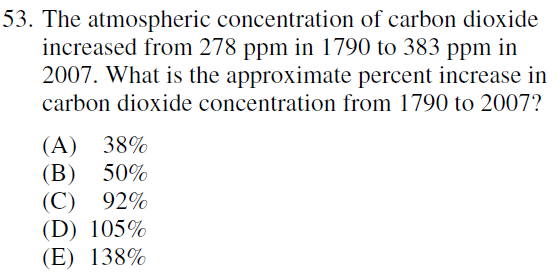 53. The atmospheric concentration of carbon dioxide
increased from 278 ppm in 1790 to 383 ppm in
2007. What is the approximate percent increase in
carbon dioxide concentration from 1790 to 2007?
(A) 38%
(B) 50%
(C) 92%
(D) 105%
(E) 138%